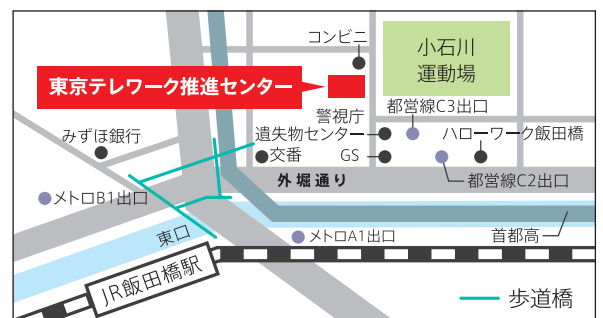 コンビニ
小石川
運動場
東京テレワーク推進センター
警視庁
遺失物センター
都営線C3出口
みずほ銀行
ハローワーク飯田橋
交番
GS
外堀通り
都営線C2出口
メトロB1出口
東口
メトロA1出口
首都高
JR飯田橋駅
歩道橋